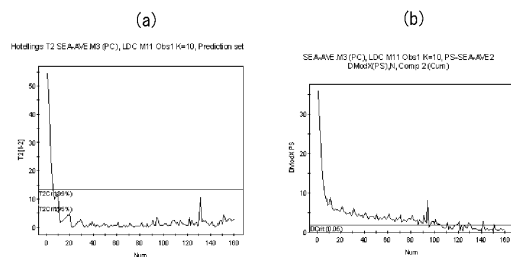 (a)
Hotellings T2 SEA-AVE M3 (PC), LDC M11 Obs1 K=10, Prediction set
T2[1-2]
50
40
30
20
10
0
T2Crit(99%)
T2Crit(95%)
0 20 40 60 80 100 120 140 160
Num
(b)
SEA-AVE M3 (PC), LDC M11 Obs1 K=10, PS-SEA-AVE2
DModX(PS),N, Comp 2 (Cum)
DModX PS
30
20
10
0
DCrit (0.05)
0 20 40 60 80 100 120 140 160
Num